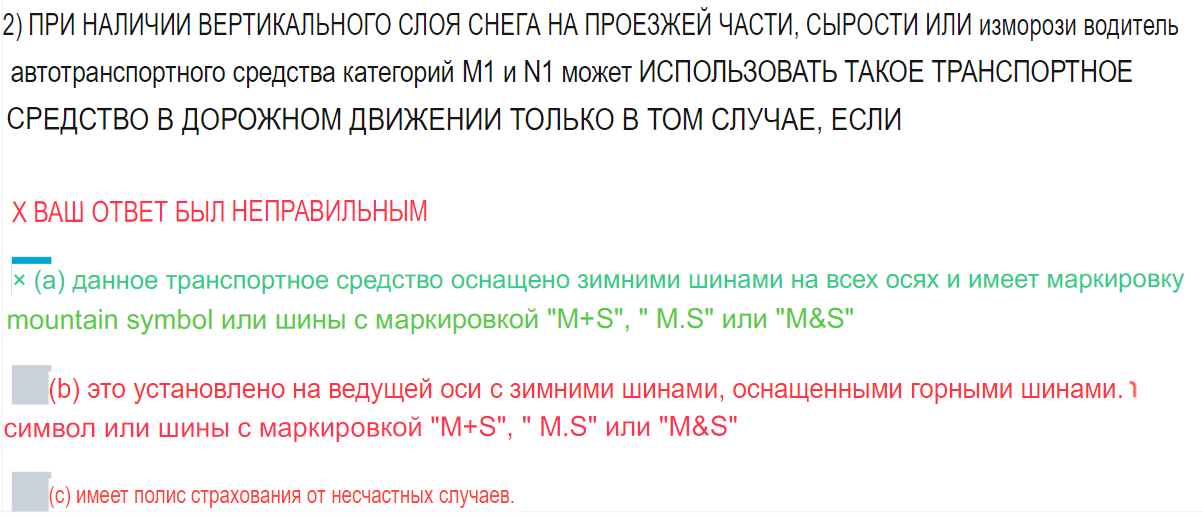 2) ПРИ НАЛИЧИИ ВЕРТИКАЛЬНОГО СЛОЯ СНЕГА НА ПРОЕЗЖЕЙ ЧАСТИ, СЫРОСТИ ИЛИ изморози водитель
автотранспортного средства категорий M1 и N1 может ИСПОЛЬЗОВАТЬ ТАКОЕ ТРАНСПОРТНОЕ
СРЕДСТВО В ДОРОЖНОМ ДВИЖЕНИИ ТОЛЬКО В ТОМ СЛУЧАЕ, ЕСЛИ
X ВАШ ОТВЕТ БЫЛ НЕПРАВИЛЬНЫМ
× (a) данное транспортное средство оснащено зимними шинами на всех осях и имеет маркировку
mountain symbol или шины с маркировкой "M+S", " M.S" или "M&S"
(b) это установлено на ведущей оси с зимними шинами, оснащенными горными шинами.
символ или шины с маркировкой "M+S", " M.S" или "M&S"
(c) имеет полис страхования от несчастных случаев.